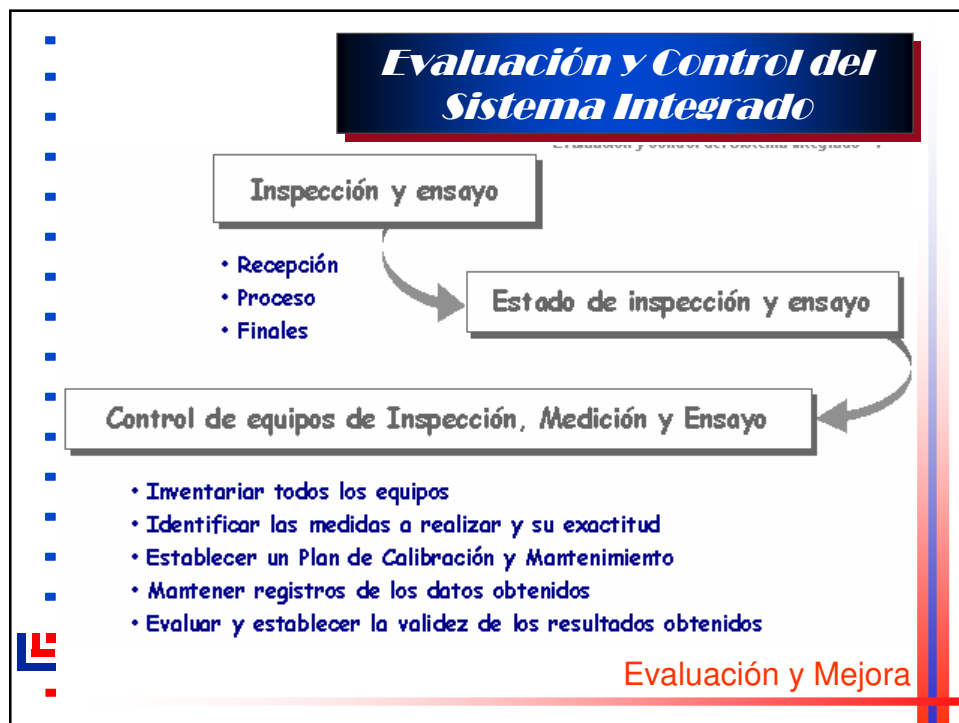 Evaluación y Control del
Sistema Integrado
Inspección y ensayo
• Recepción
• Proceso
• Finales
Estado de inspección y ensayo
Control de equipos de Inspección, Medición y Ensayo
• Inventariar todos los equipos
• Identificar las medidas a realizar y su exactitud
• Establecer un Plan de Calibración y Mantenimiento
• Mantener registros de los datos obtenidos
• Evaluar y establecer la validez de los resultados obtenidos
Evaluación y Mejora